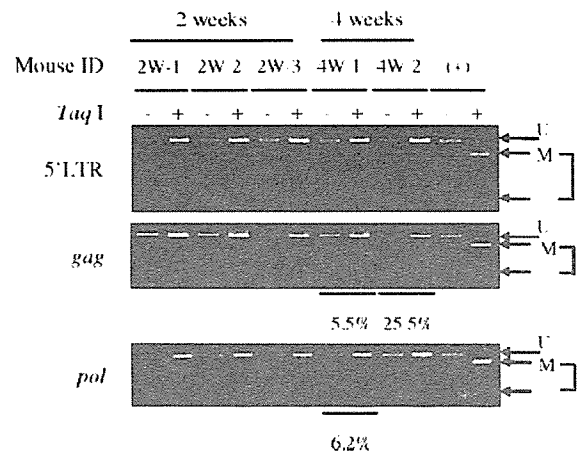 2 weeks 4 weeks
Mouse ID 2W-1 2W 2 2W-3 4W 1 4W 2 (+)
Taq I - + - + - + - + - + - +
5'LTR U M
gag U M
5.5% 25.5%
pol U M
6.2%